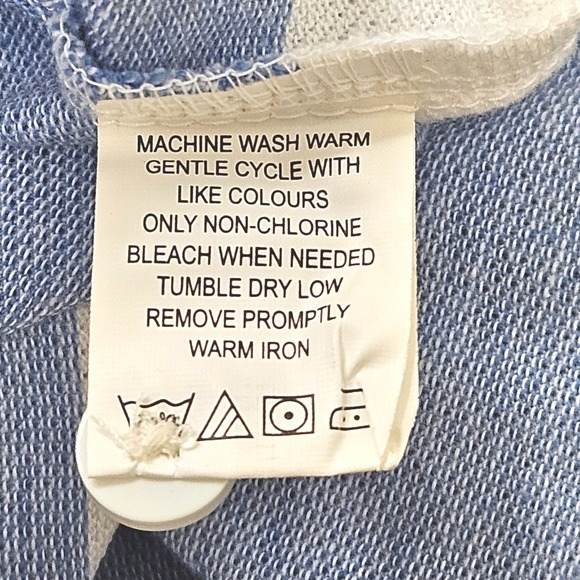 MACHINE WASH WARM
GENTLE CYCLE WITH
LIKE COLOURS
ONLY NON-CHLORINE
BLEACH WHEN NEEDED
TUMBLE DRY LOW
REMOVE PROMPTLY
WARM IRON